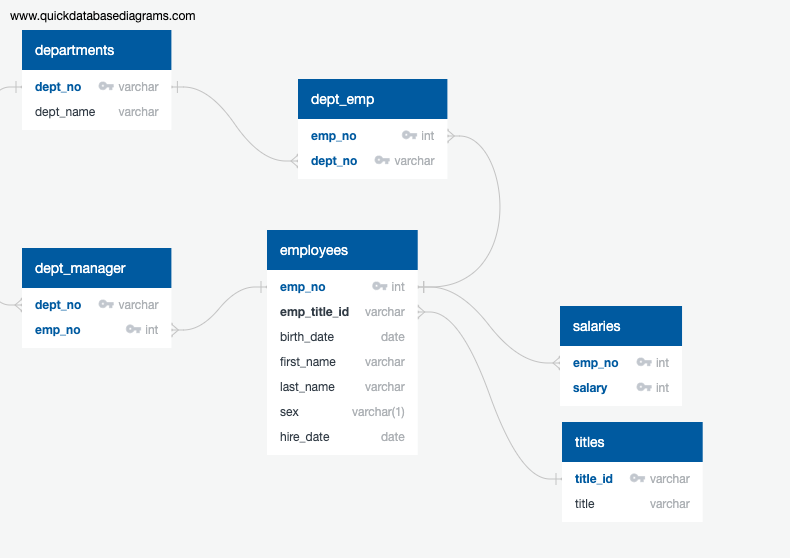 www.quickdatabasediagrams.com
departments
dept_no varchar
dept_name varchar
dept_emp
emp_no int
dept_no varchar
dept_manager
dept_no varchar
emp_no int
employees
emp_no int
emp_title_id varchar
birth_date date
first_name varchar
last_name varchar
sex varchar(1)
hire_date date
salaries
emp_no int
salary int
titles
title_id varchar
title varchar